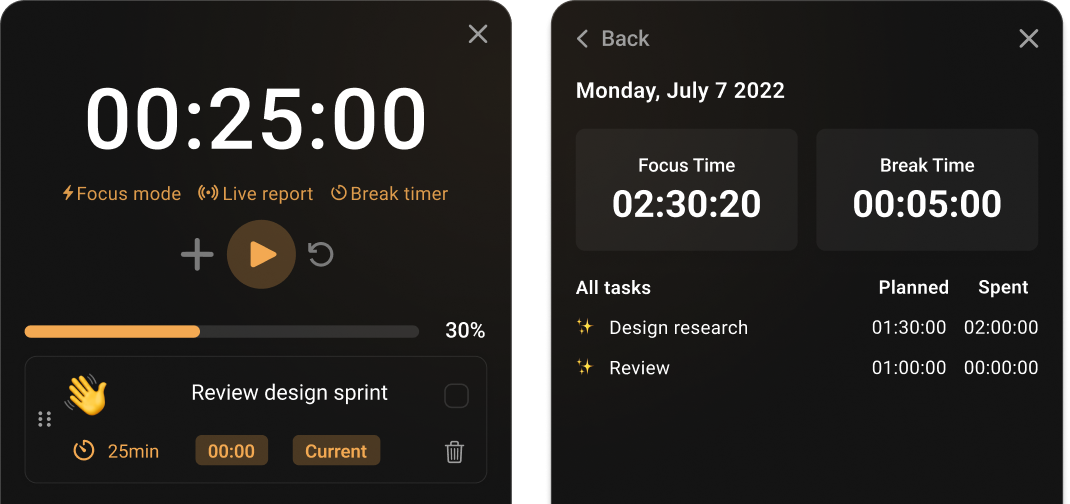 00:25:00
Focus mode Live report Break timer
30%
Review design sprint
25min 00:00 Current
Back
Monday, July 7 2022
Focus Time Break Time
02:30:20 00:05:00
All tasks Planned Spent
Design research 01:30:00 02:00:00
Review 01:00:00 00:00:00